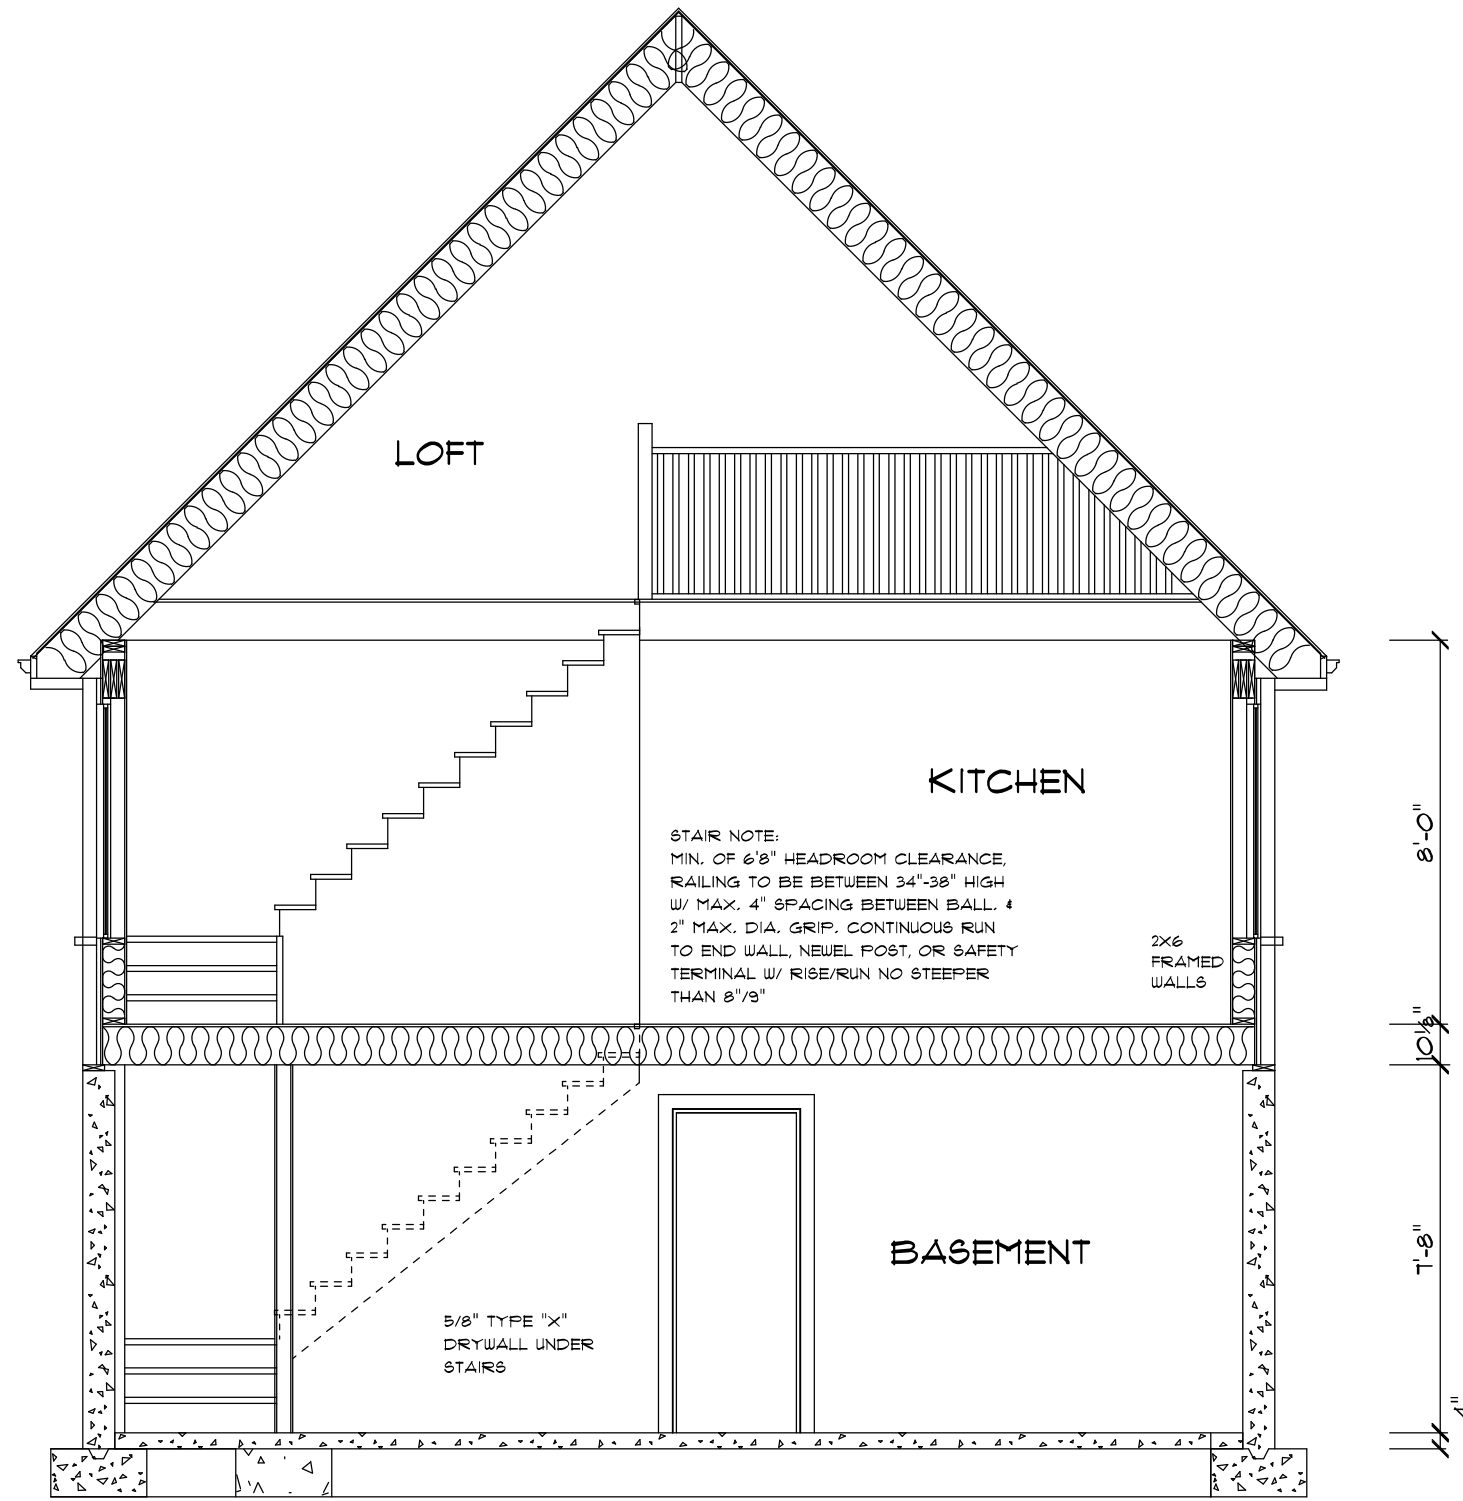 LOFT
KITCHEN
STAIR NOTE:
MIN. OF 6'8" HEADROOM CLEARANCE,
RAILING TO BE BETWEEN 34"-38" HIGH
W/ MAX. 4" SPACING BETWEEN BALL. &
2" MAX. DIA. GRIP. CONTINUOUS RUN
TO END WALL, NEWEL POST, OR SAFETY
TERMINAL W/ RISE/RUN NO STEEPER
THAN 8"/9"
2X6
FRAMED
WALLS
8'-0"
10⅛"
7'-8"
BASEMENT
5/8" TYPE "X"
DRYWALL UNDER
STAIRS
4"